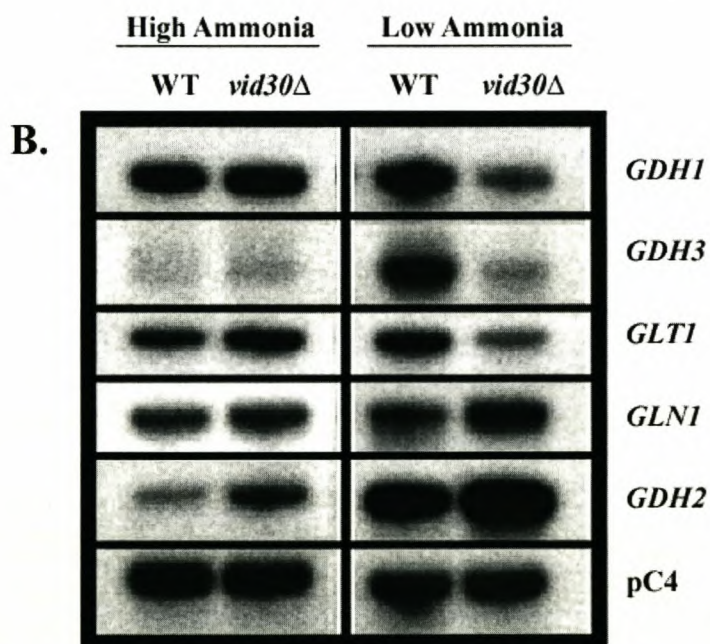 High Ammonia Low Ammonia
WT vid30Δ WT vid30Δ
B.
GDH1
GDH3
GLT1
GLN1
GDH2
pC4